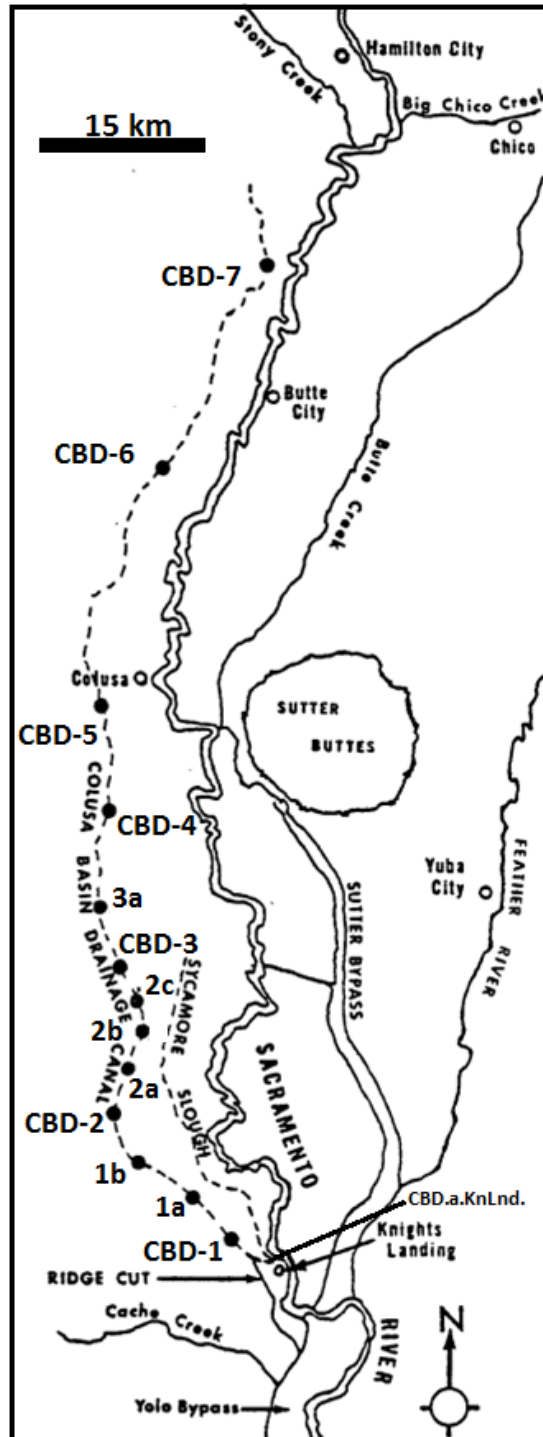 Hamilton City
Stony Creek
Big Chico Creek
Chico
15 km
CBD-7
Butte
City
CBD-6
Butte Creek
Colusa
SUTTER
BUTTES
CBD-5
COLUSA BASIN DRAINAGE CANAL
CBD-4
Yuba
City
FEATHER RIVER
3a
SUTTER BYPASS
CBD-3
SYCAMORE SLOUGH
2c
2b
SACRAMENTO RIVER
2a
CBD-2
1b
1a
CBD.a.KnLnd.
CBD-1
Knights
Landing
RIDGE CUT
Cache Creek
N
Yolo Bypass